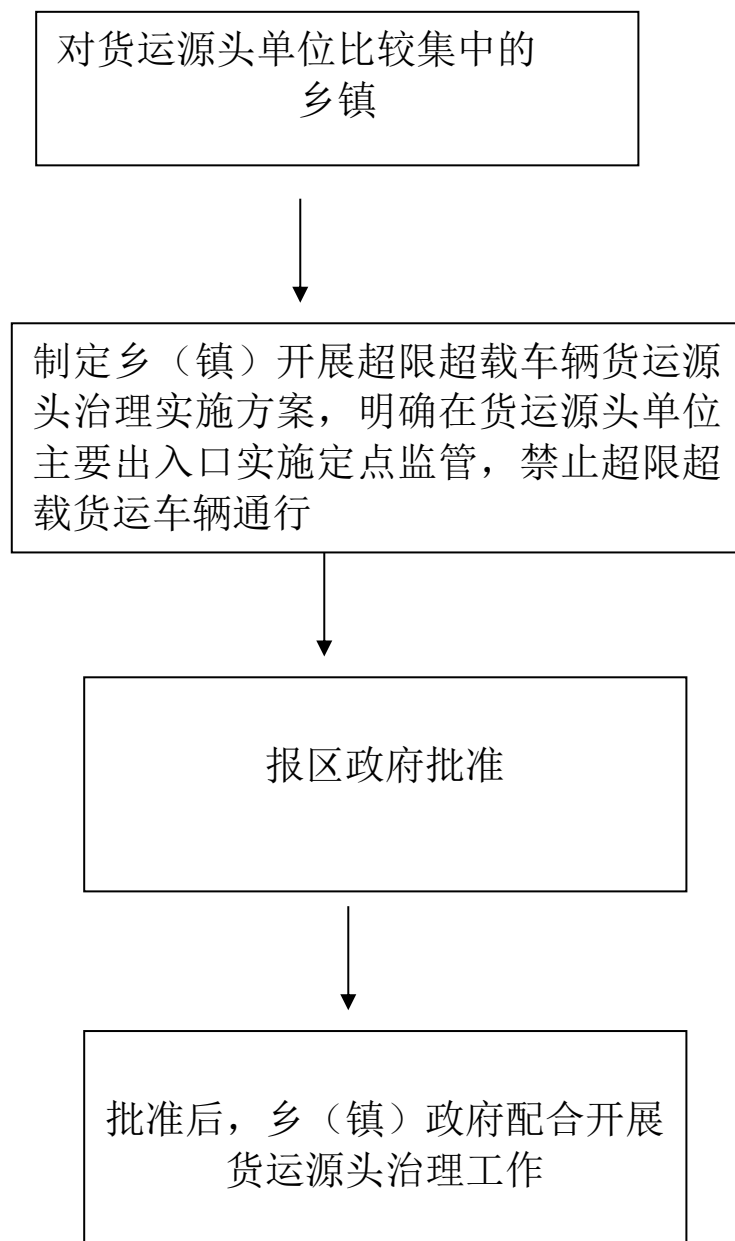 对货运源头单位比较集中的
乡镇
制定乡（镇）开展超限超载车辆货运源
头治理实施方案，明确在货运源头单位
主要出入口实施定点监管，禁止超限超
载货运车辆通行
报区政府批准
批准后，乡（镇）政府配合开展
货运源头治理工作